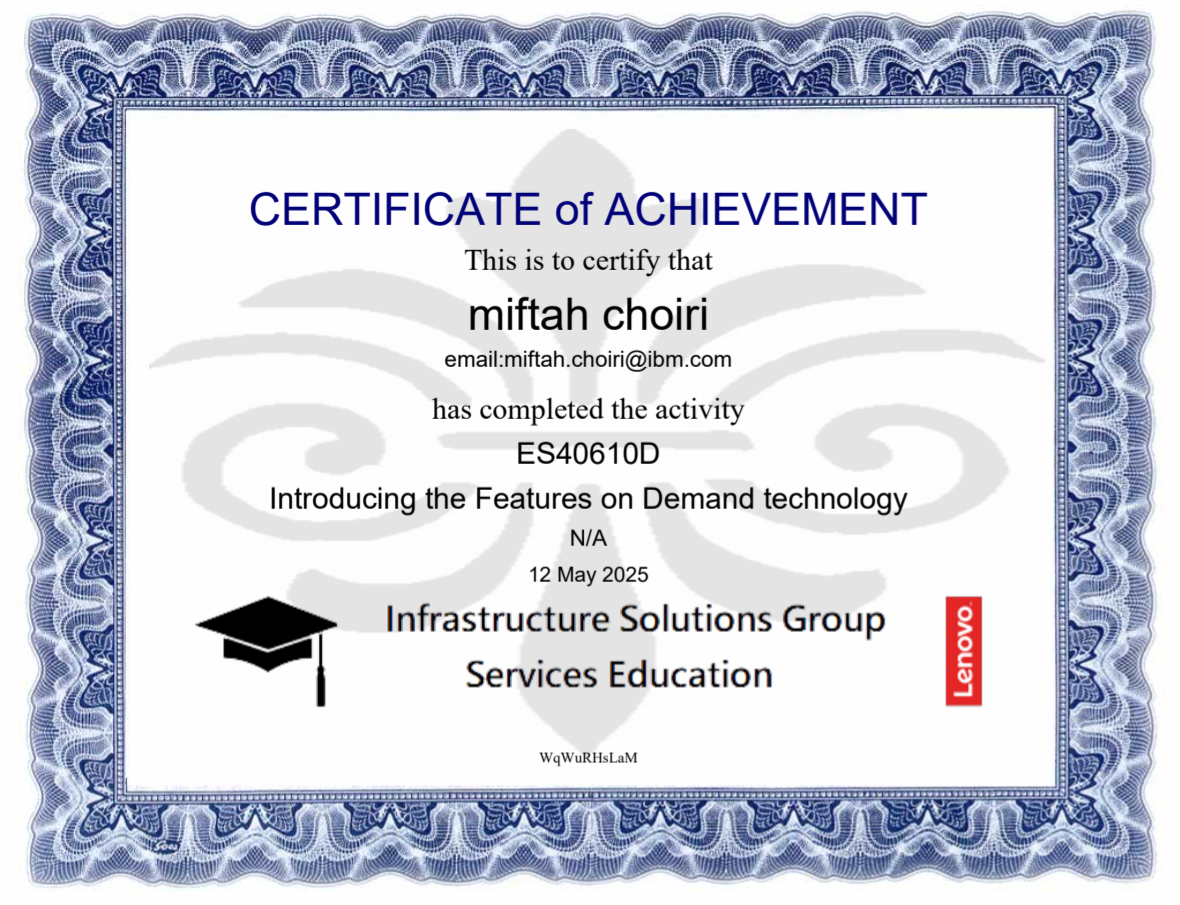 CERTIFICATE of ACHIEVEMENT
This is to certify that
miftah choiri
email:miftah.choiri@ibm.com
has completed the activity
ES40610D
Introducing the Features on Demand technology
N/A
12 May 2025
Infrastructure Solutions Group
Services Education
Lenovo
WqWuRHsLaM
Goes